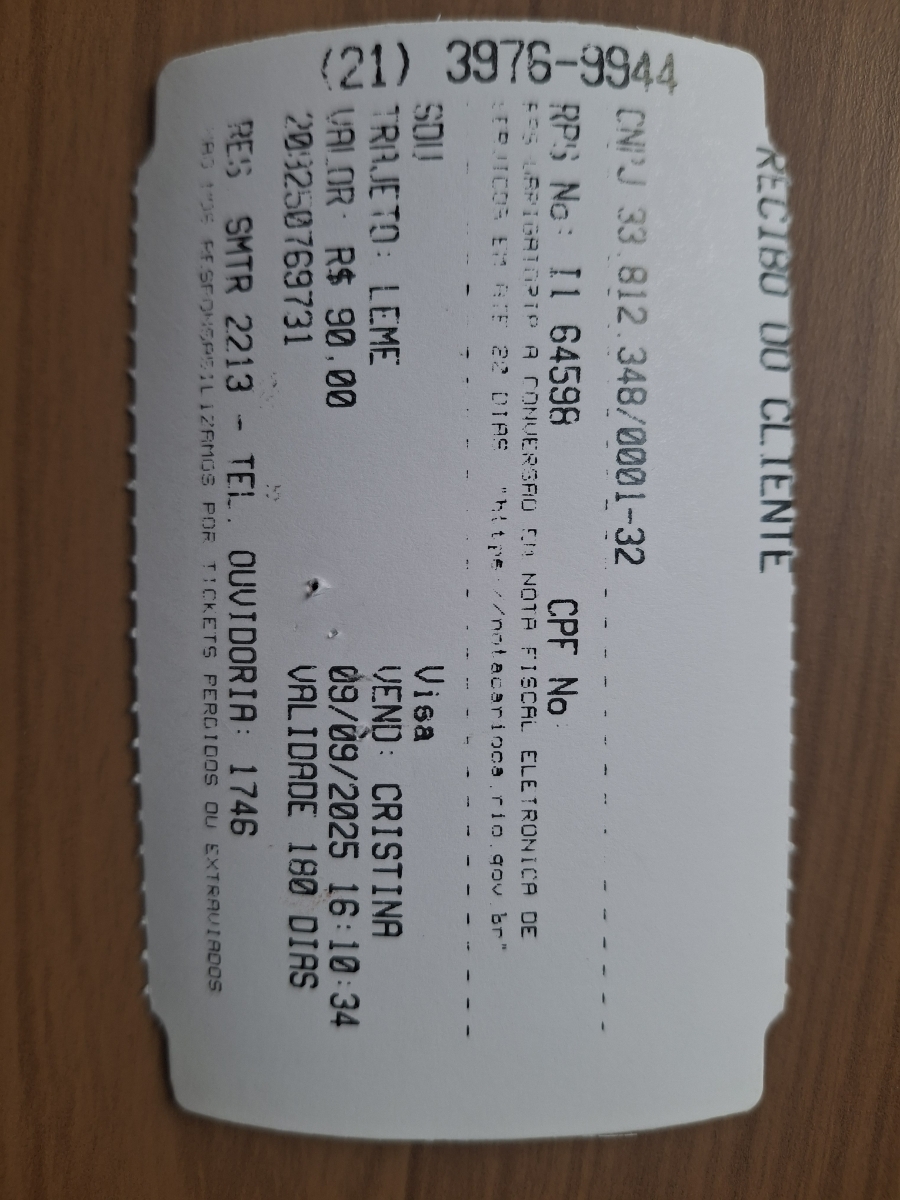 RECIBO DO CLIENTE
(21) 3976-9944
CNPJ 33.812.348/0001-32
RPS No: I1 64598 CPF No:
RPS OBRIGATORIA A CONVERSAO EM NOTA FISCAL ELETRONICA DE
SERVICOS EM ATE 22 DIAS "https://notacarioca.rio.gov.br"
SDU Visa
TRAJETO: LEME VEND: CRISTINA
VALOR: R$ 90,00 09/09/2025 16:10:34
VALIDADE 180 DIAS
RES SMTR 2213 - TEL. OUVIDORIA: 1746
NAO NOS RESPONSABILIZAMOS POR TICKETS PERDIDOS OU EXTRAVIADOS